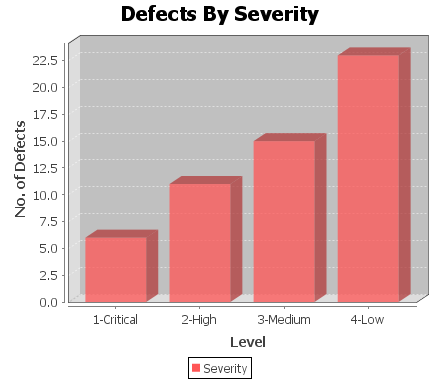 Defects By Severity
No. of Defects
22.5
20.0
17.5
15.0
12.5
10.0
7.5
5.0
2.5
0.0
1-Critical 2-High 3-Medium 4-Low
Level
Severity